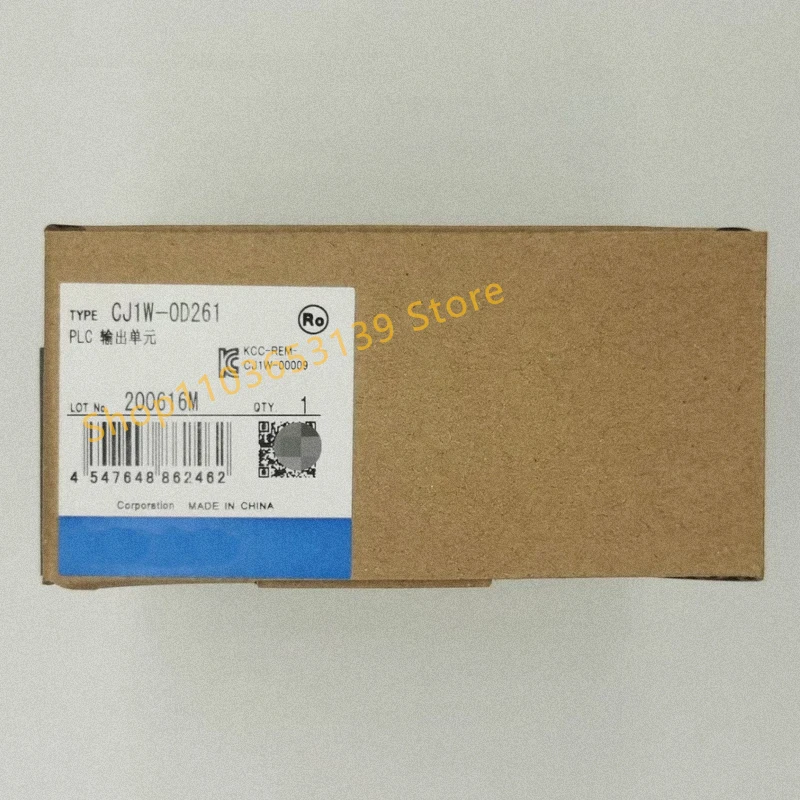 TYPE CJ1W-OD261
Ro
PLC 输出单元
KCC-REM-
CJ1W-00009
LOT No. 200616M QTY. 1
4 547648 862462
Corporation MADE IN CHINA
Shop1103653139 Store